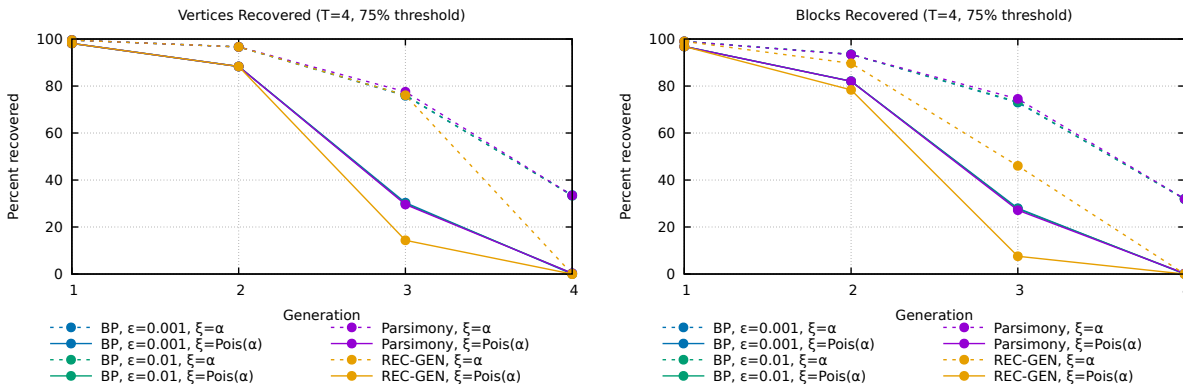 Vertices Recovered (T=4, 75% threshold)
Percent recovered
100
80
60
40
20
0
1 2 3 4
Generation
BP, ε=0.001, ξ=α
BP, ε=0.001, ξ=Pois(α)
BP, ε=0.01, ξ=α
BP, ε=0.01, ξ=Pois(α)
Parsimony, ξ=α
Parsimony, ξ=Pois(α)
REC-GEN, ξ=α
REC-GEN, ξ=Pois(α)
Blocks Recovered (T=4, 75% threshold)
Percent recovered
100
80
60
40
20
0
1 2 3
Generation
BP, ε=0.001, ξ=α
BP, ε=0.001, ξ=Pois(α)
BP, ε=0.01, ξ=α
BP, ε=0.01, ξ=Pois(α)
Parsimony, ξ=α
Parsimony, ξ=Pois(α)
REC-GEN, ξ=α
REC-GEN, ξ=Pois(α)